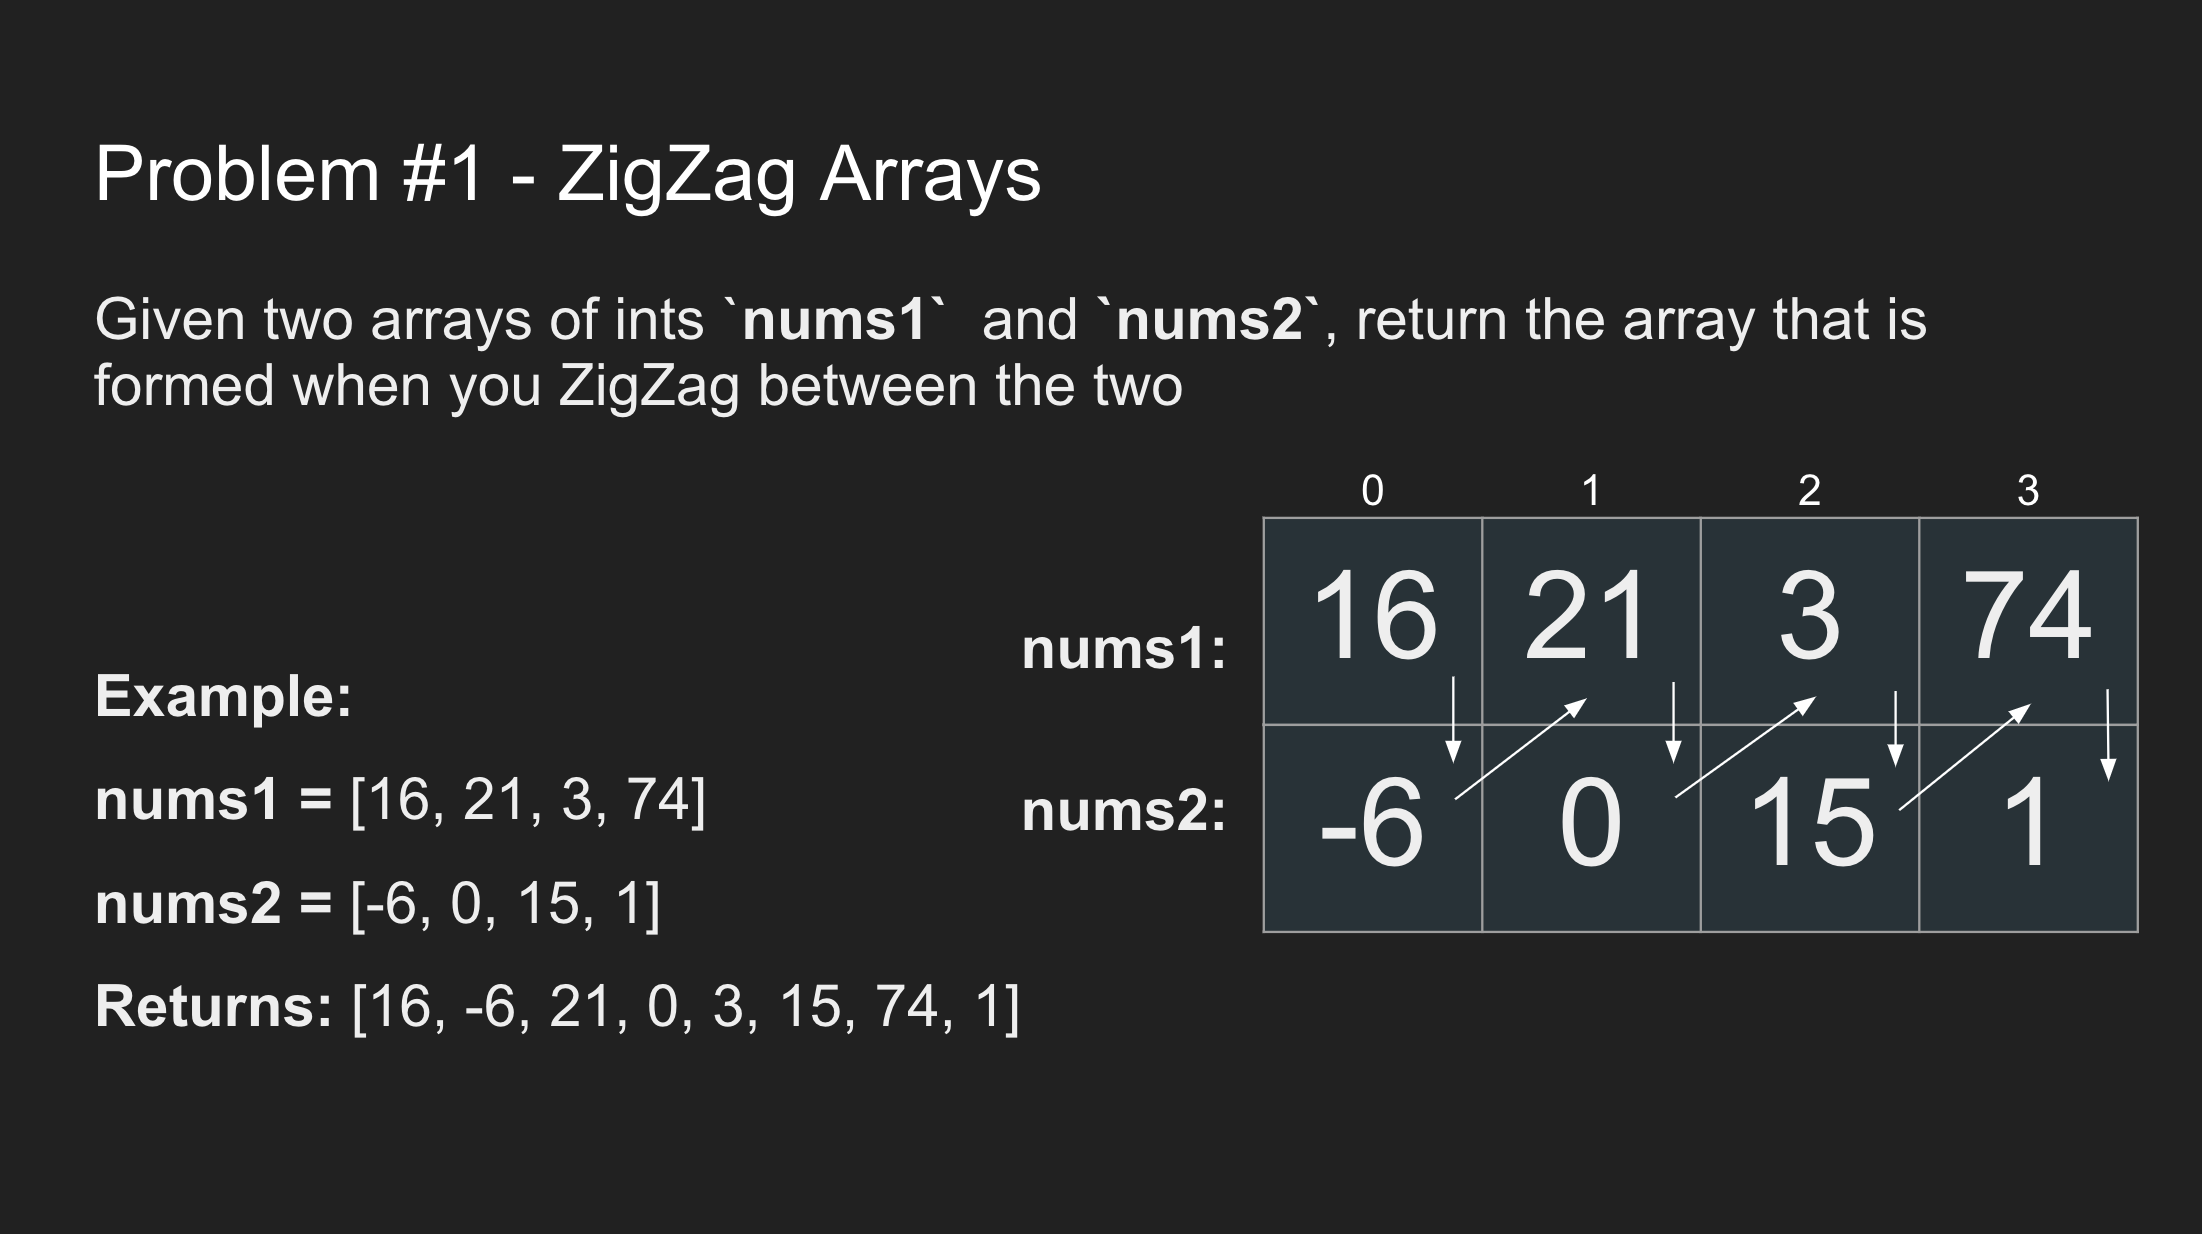 Problem #1 - ZigZag Arrays
Given two arrays of ints `nums1`  and `nums2`, return the array that is
formed when you ZigZag between the two
Example:
nums1 = [16, 21, 3, 74]
nums2 = [-6, 0, 15, 1]
Returns: [16, -6, 21, 0, 3, 15, 74, 1]
0 1 2 3
nums1: 16 21 3 74
nums2: -6 0 15 1